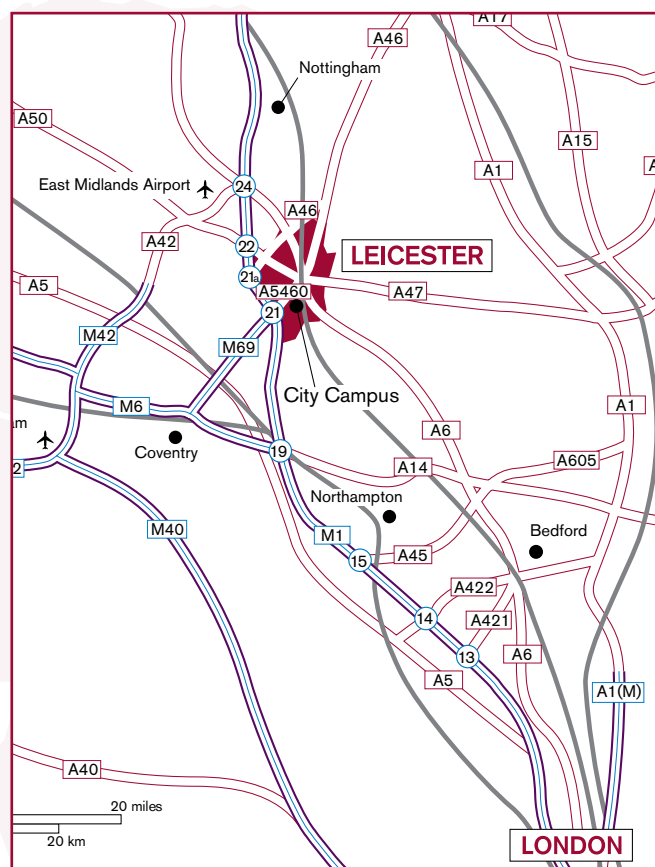 A17
A46
Nottingham
A50
A15
A1
East Midlands Airport
24
A46
A42
22
LEICESTER
21a
A5
A5460
A47
21
M42
M69
City Campus
M6
A1
A6
Coventry
19
A14
A605
Northampton
M40
M1
Bedford
A45
15
A422
14
A421
13
A6
A5
A1(M)
A40
20 miles
20 km
LONDON